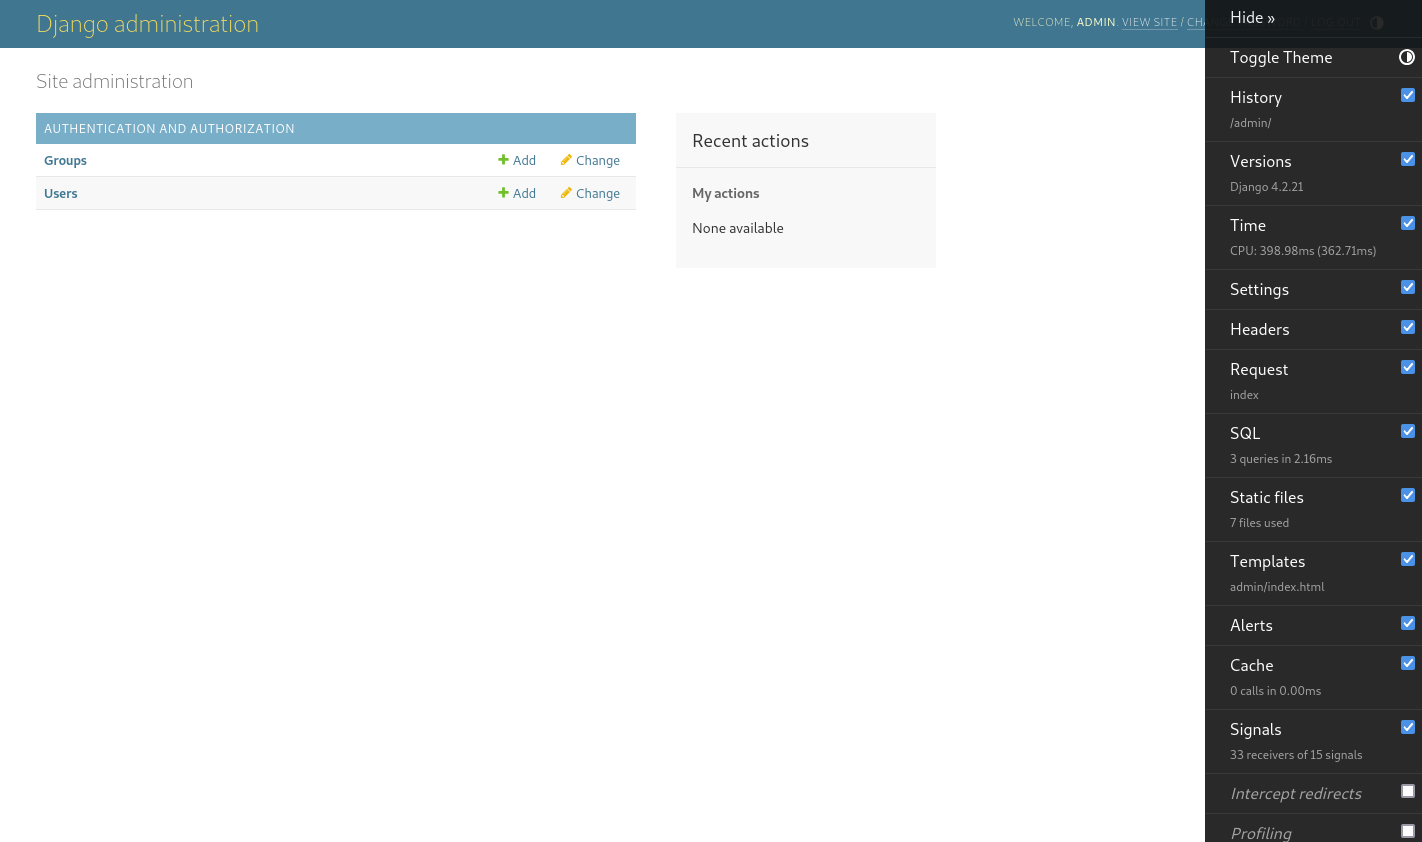 Django administration
WELCOME, ADMIN. VIEW SITE /
Site administration
AUTHENTICATION AND AUTHORIZATION
Groups Add Change
Users Add Change
Recent actions
My actions
None available
Hide »
Toggle Theme
History
/admin/
Versions
Django 4.2.21
Time
CPU: 398.98ms (362.71ms)
Settings
Headers
Request
index
SQL
3 queries in 2.16ms
Static files
7 files used
Templates
admin/index.html
Alerts
Cache
0 calls in 0.00ms
Signals
33 receivers of 15 signals
Intercept redirects
Profiling